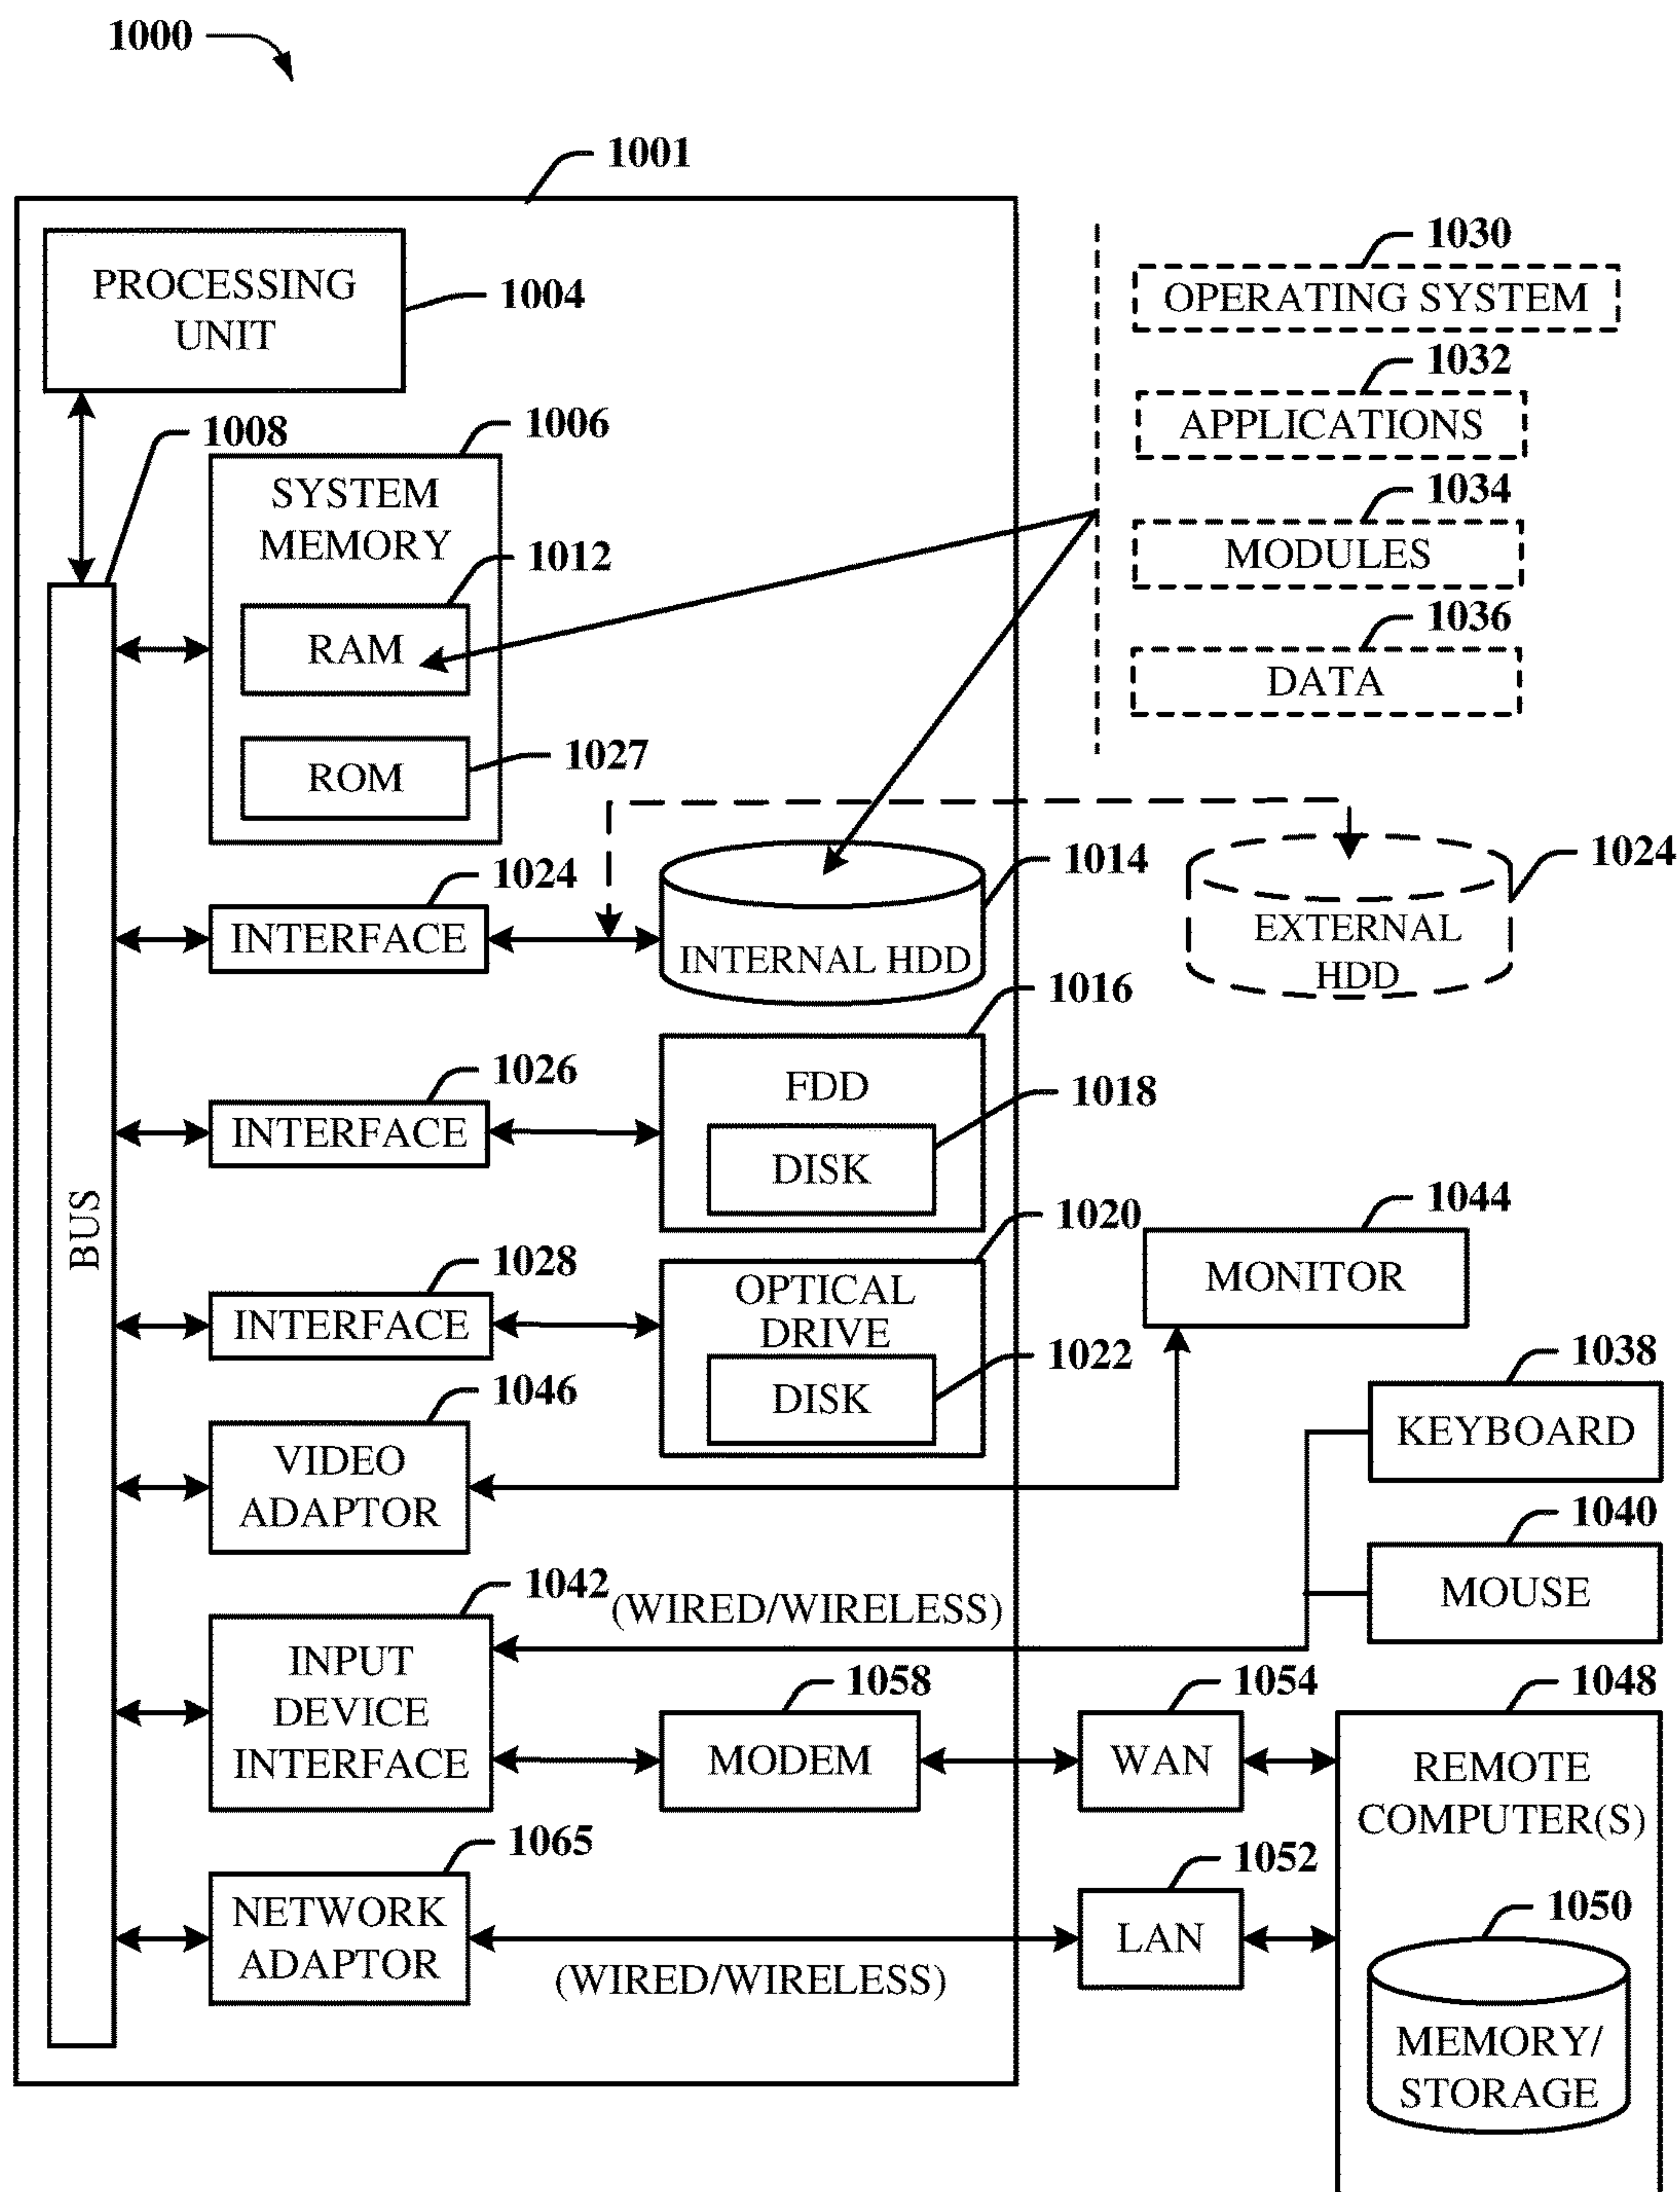 1000
1001
PROCESSING
UNIT
1004
1030
OPERATING SYSTEM
1032
APPLICATIONS
1034
MODULES
1036
DATA
1008
1006
SYSTEM
MEMORY
1012
RAM
ROM
1027
BUS
1024
INTERFACE
1014
INTERNAL HDD
1024
EXTERNAL
HDD
1026
INTERFACE
1016
FDD
1018
DISK
1028
INTERFACE
1020
OPTICAL
DRIVE
1022
DISK
1044
MONITOR
1046
VIDEO
ADAPTOR
1038
KEYBOARD
1040
MOUSE
1042
(WIRED/WIRELESS)
INPUT
DEVICE
INTERFACE
1058
MODEM
1054
WAN
1048
REMOTE
COMPUTER(S)
1065
NETWORK
ADAPTOR
(WIRED/WIRELESS)
1052
LAN
1050
MEMORY/
STORAGE